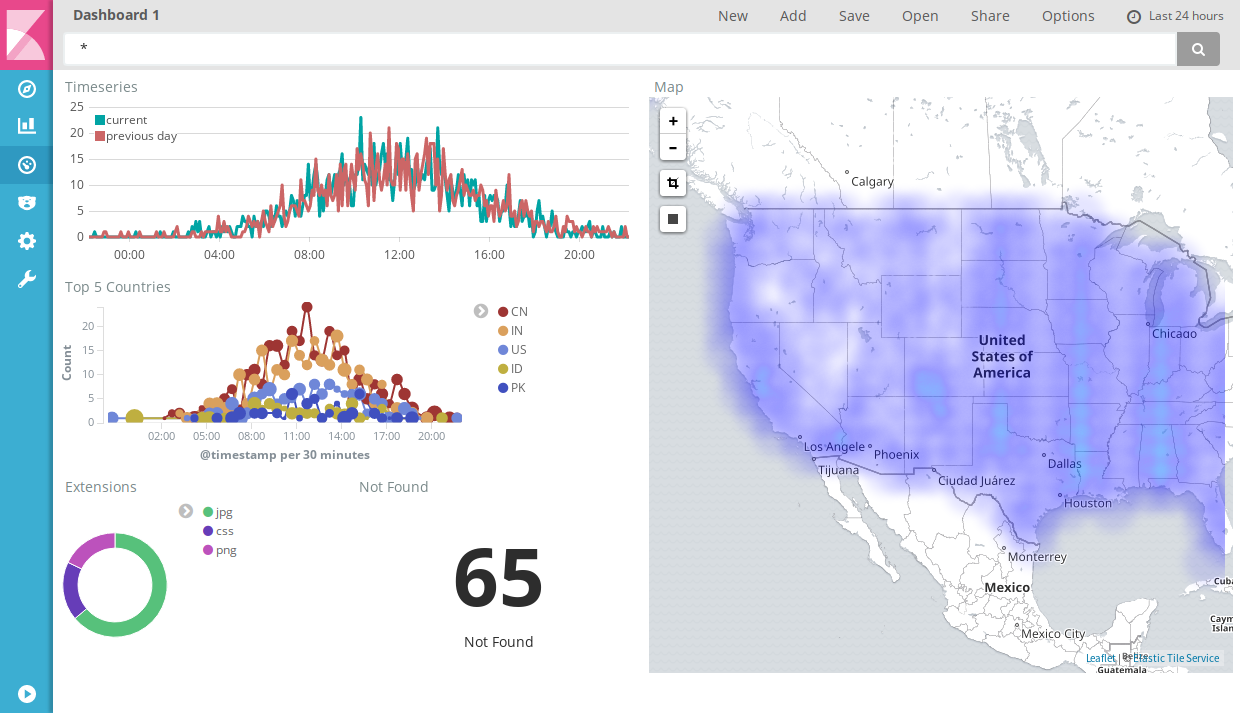 Dashboard 1
New Add Save Open Share Options Last 24 hours
*
Timeseries
25
20
15
10
5
0
current
previous day
00:00 04:00 08:00 12:00 16:00 20:00
Top 5 Countries
Count
20
15
10
5
0
02:00 05:00 08:00 11:00 14:00 17:00 20:00
@timestamp per 30 minutes
CN
IN
US
ID
PK
Extensions
jpg
css
png
Not Found
65
Not Found
Map
+
-
Calgary
United
States of
America
Chicago
Los Angele
Phoenix
Tijuana
Dallas
Ciudad Juárez
Houston
Monterrey
Mexico
Cuba
Caym
Islan
Mexico City
Belize
Leaflet | © Elastic Tile Service
Guatemala